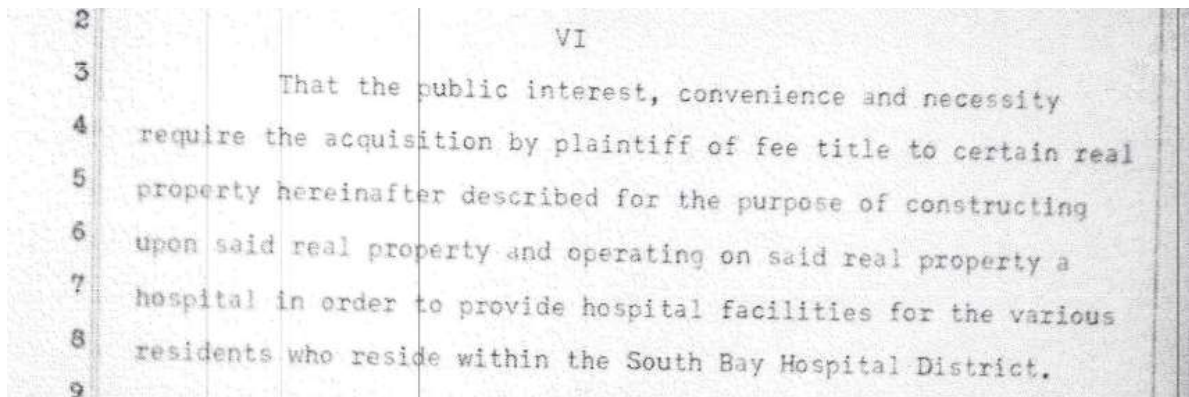 2
VI
3
That the public interest, convenience and necessity
4
require the acquisition by plaintiff of fee title to certain real
5
property hereinafter described for the purpose of constructing
6
upon said real property and operating on said real property a
7
hospital in order to provide hospital facilities for the various
8
residents who reside within the South Bay Hospital District.
9